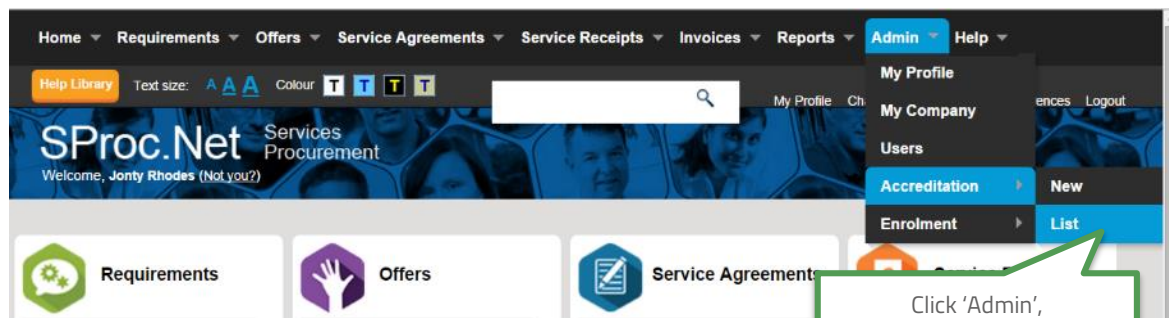 Home Requirements Offers Service Agreements Service Receipts Invoices Reports Admin Help
Help Library Text size: A A A Colour T T T T
My Profile
My Company
Users
Accreditation
Enrolment
New
List
My Profile Logout
SProc.Net Services Procurement
Welcome, Jonty Rhodes (Not you?)
Requirements
Offers
Service Agreements
Click ‘Admin’,